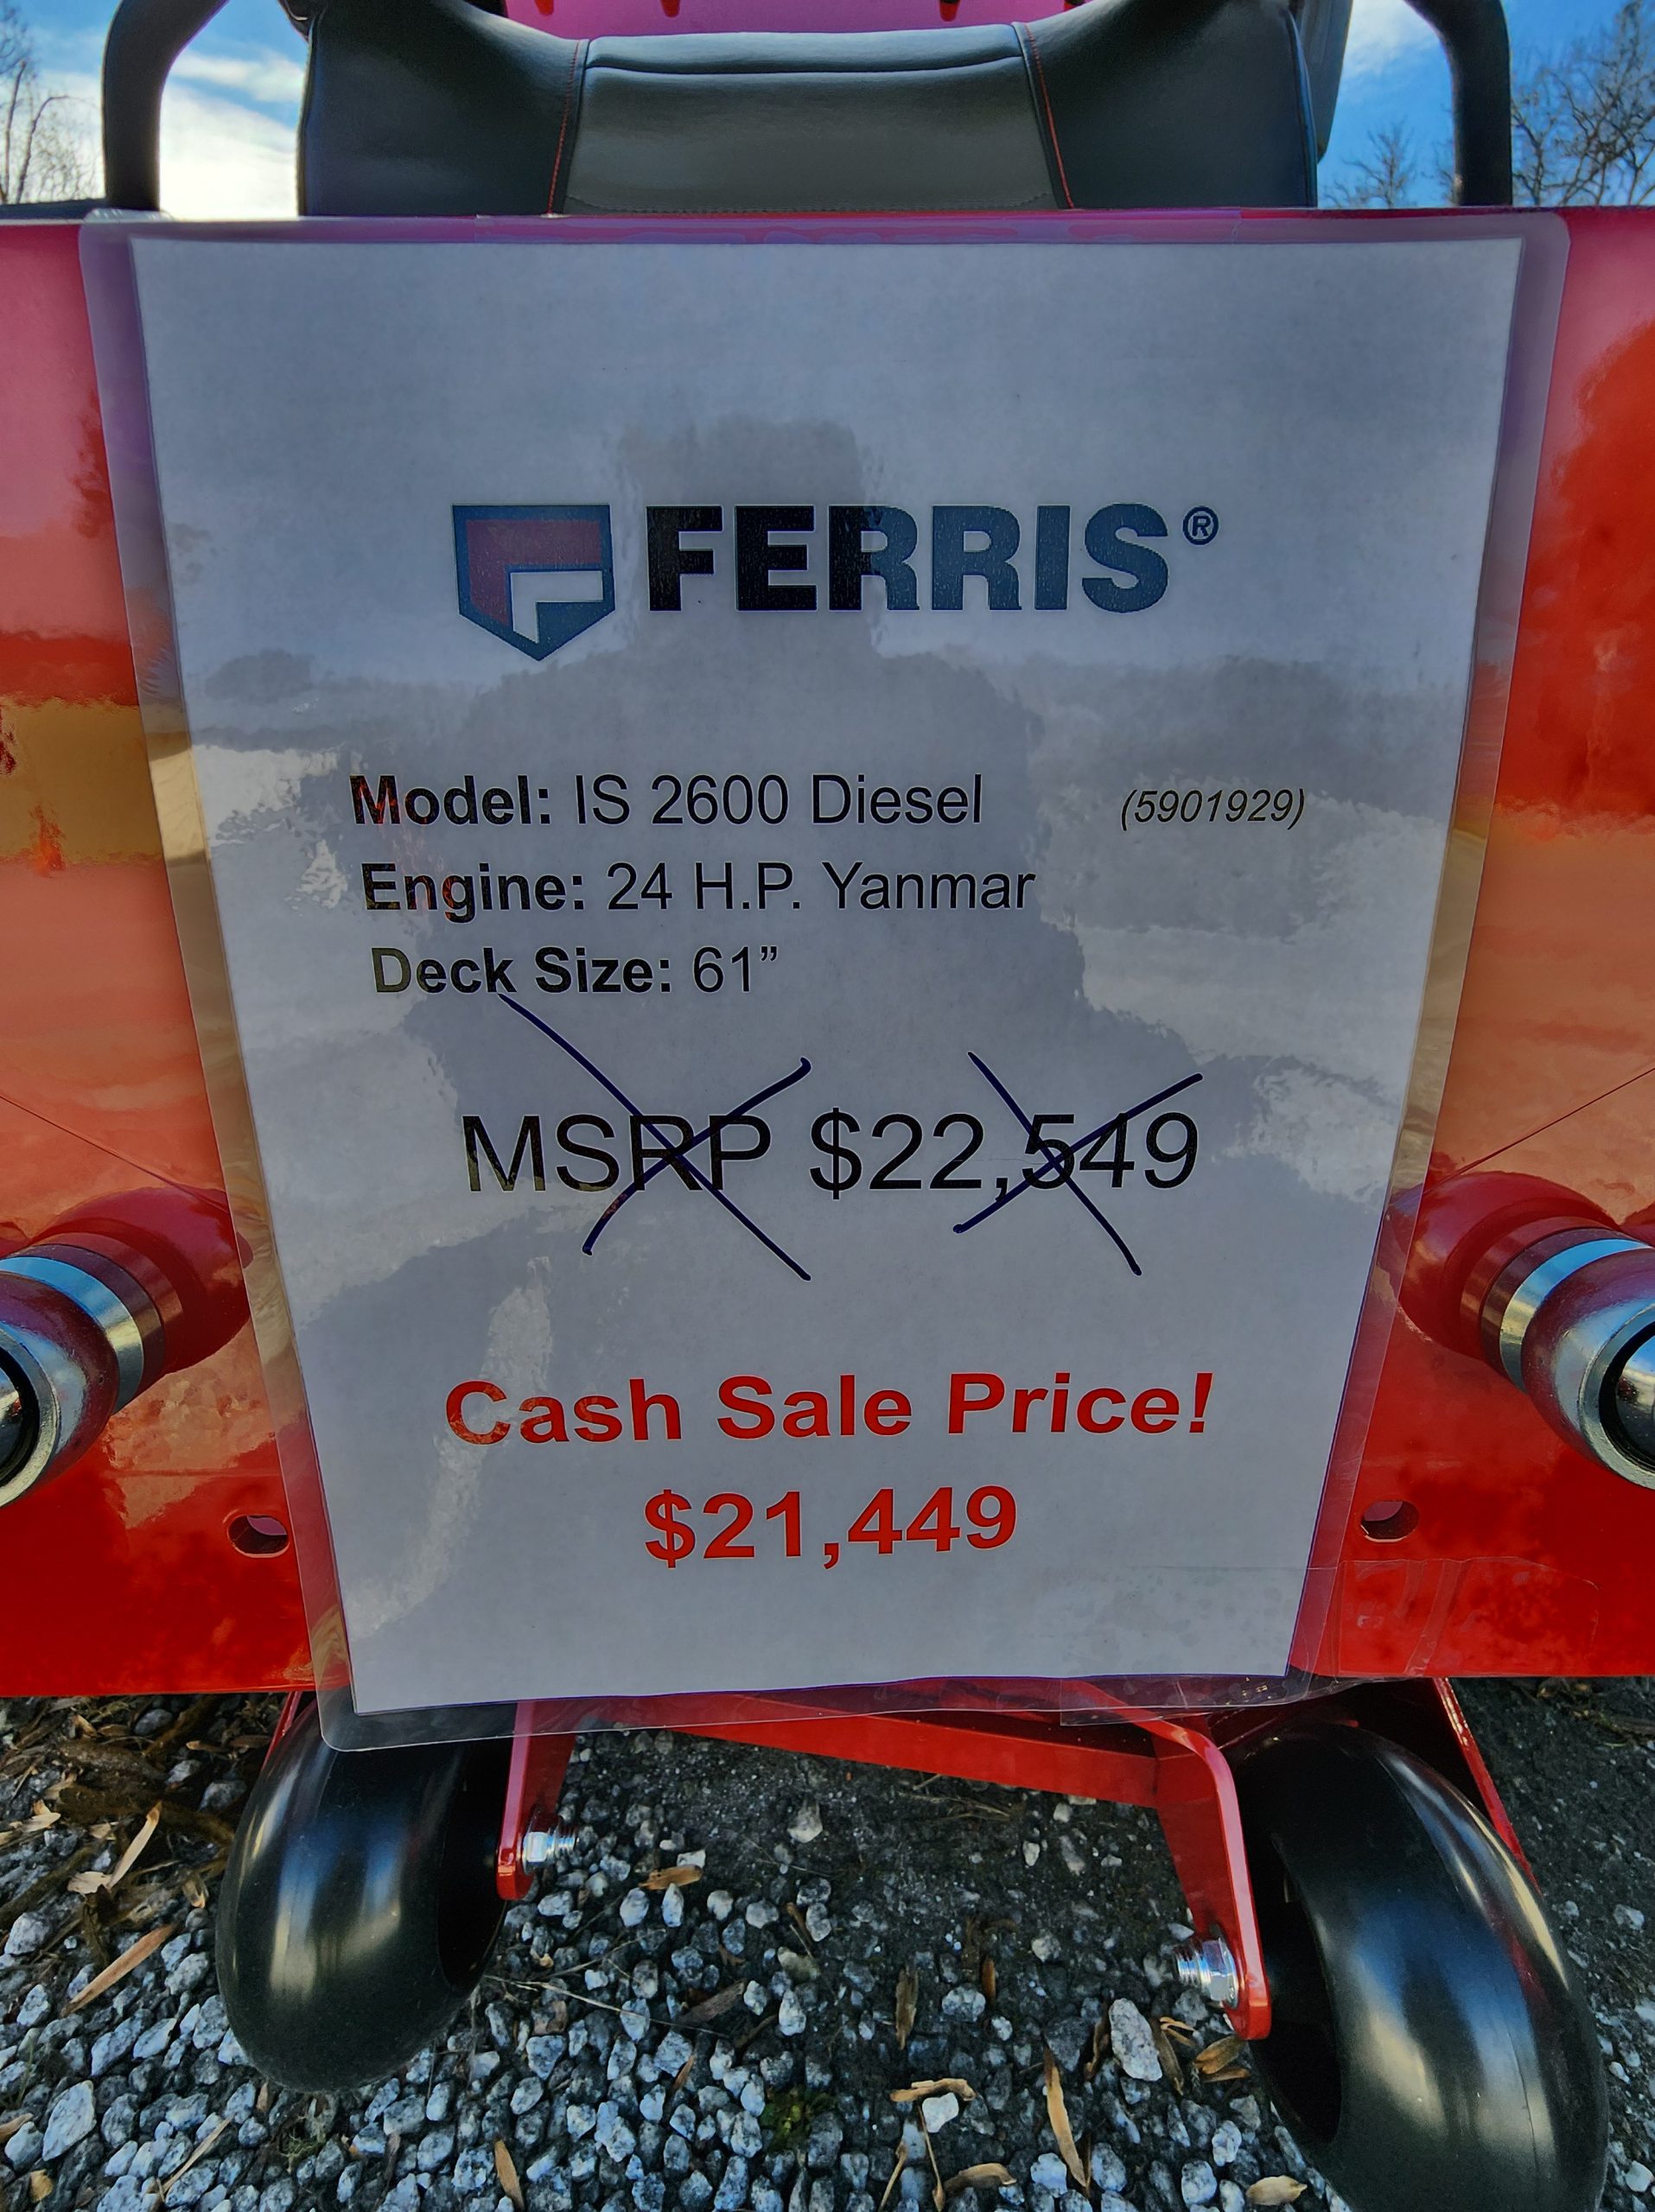 FERRIS®
Model: IS 2600 Diesel (5901929)
Engine: 24 H.P. Yanmar
Deck Size: 61”
MSRP $22,549
Cash Sale Price!
$21,449